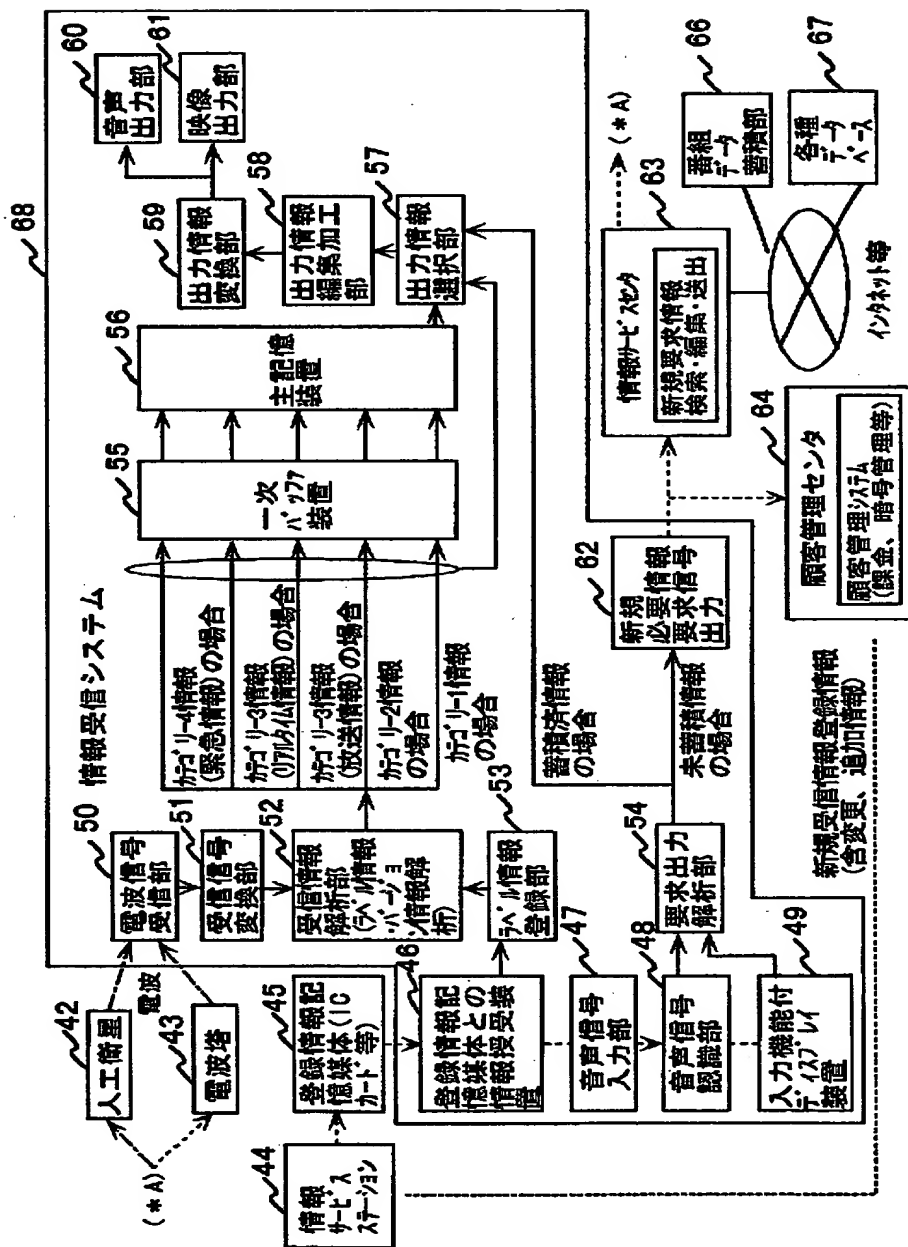 68
情報受信システム
60
音声
出力部
61
映像
出力部
59
出力情報
変換部
58
出力情報
編集加工
部
57
出力情報
選択部
56
主記憶
装置
55
一次
バッファ
装置
カテゴリー4情報
(緊急情報)の場合
カテゴリー3情報
(リアルタイム情報)の場合
カテゴリー3情報
(放送情報)の場合
カテゴリー2情報
の場合
カテゴリー1情報
の場合
50
電波信号
受信部
51
受信信号
変換部
52
受信情報
解析部
(ラベル情報
・バージョ
ン情報解
析)
53
ラベル情報
登録部
42
人工衛星
電波
43
電波塔
(*A)
44
情報
サービス
ステーション
45
登録情報記
憶媒体(IC
カード等)
46
登録情報記
憶媒体との
情報授受装
置
47
音声信号
入力部
48
音声信号
認識部
49
入力機能付
ディスプレイ
装置
54
要求出力
解析部
蓄積済情報
の場合
未蓄積情報
の場合
62
新規
必要情報
要求信号
出力
63
情報サービスセンタ
新規要求情報
検索・編集・送出
(*A)
64
顧客管理センタ
顧客管理システム
(課金、暗号管理等)
66
番組
データ
蓄積部
67
各種
データ
ベース
インタネット等
新規受信情報登録情報
(含変更、追加情報)